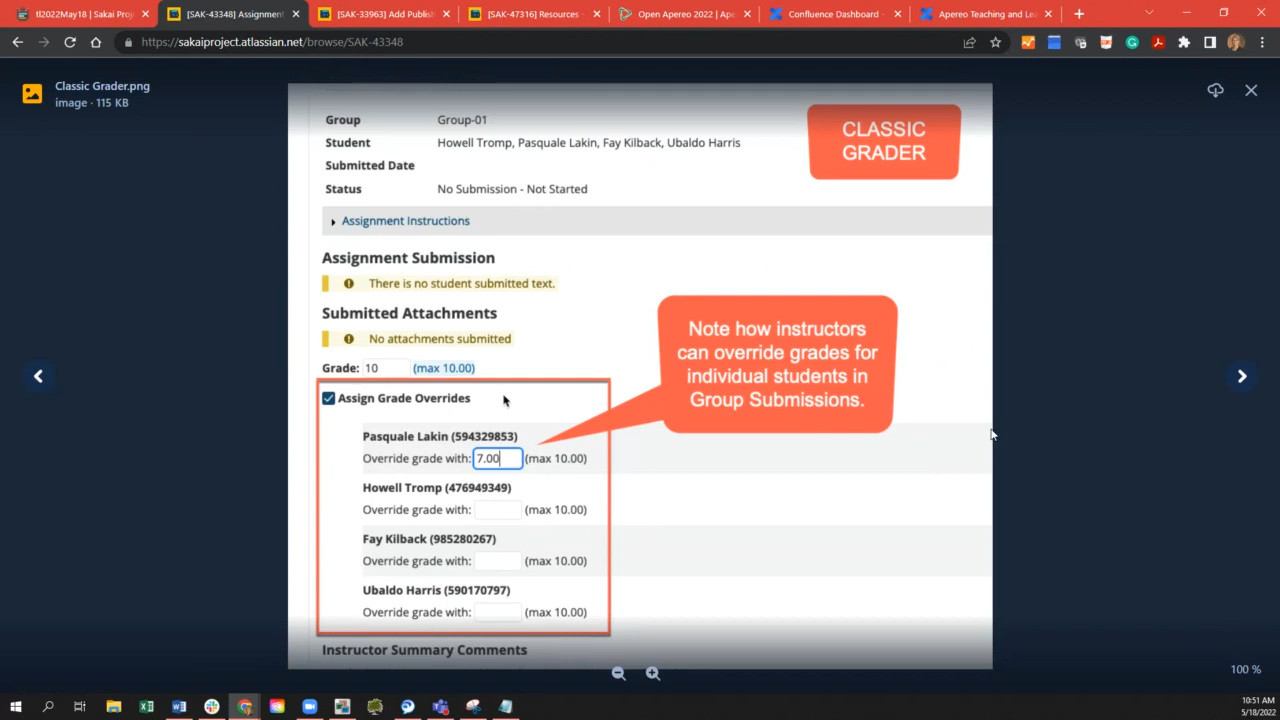 tl2022May18 | Sakai Proj
[SAK-43348] Assignment
[SAK-33963] Add Publish
[SAK-47316] Resources -
Open Apereo 2022 | Ape
Confluence Dashboard -
Apereo Teaching and Lea
https://sakaiproject.atlassian.net/browse/SAK-43348
Classic Grader.png
image · 115 KB
CLASSIC
GRADER
Group Group-01
Student Howell Tromp, Pasquale Lakin, Fay Kilback, Ubaldo Harris
Submitted Date
Status No Submission - Not Started
Assignment Instructions
Assignment Submission
There is no student submitted text.
Submitted Attachments
No attachments submitted
Grade: 10 (max 10.00)
Assign Grade Overrides
Note how instructors
can override grades for
individual students in
Group Submissions.
Pasquale Lakin (594329853)
Override grade with: 7.00 (max 10.00)
Howell Tromp (476949349)
Override grade with: (max 10.00)
Fay Kilback (985280267)
Override grade with: (max 10.00)
Ubaldo Harris (590170797)
Override grade with: (max 10.00)
Instructor Summary Comments
100 %
10:51 AM
5/18/2022